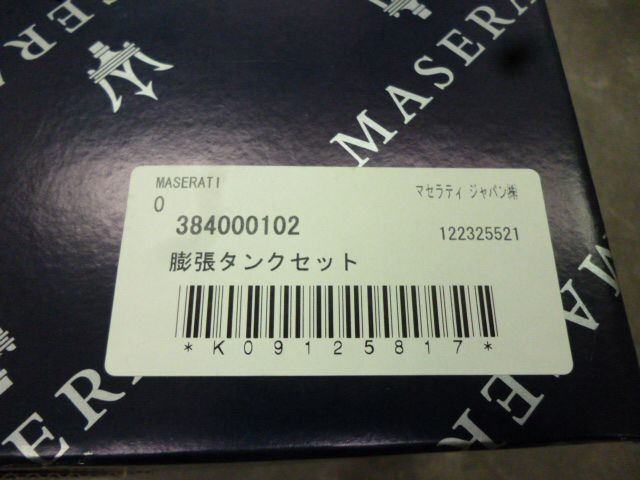 MASERATI
MASERATI
マセラティ ジャパン㈱
0
384000102
122325521
膨張タンクセット
*K09125817*